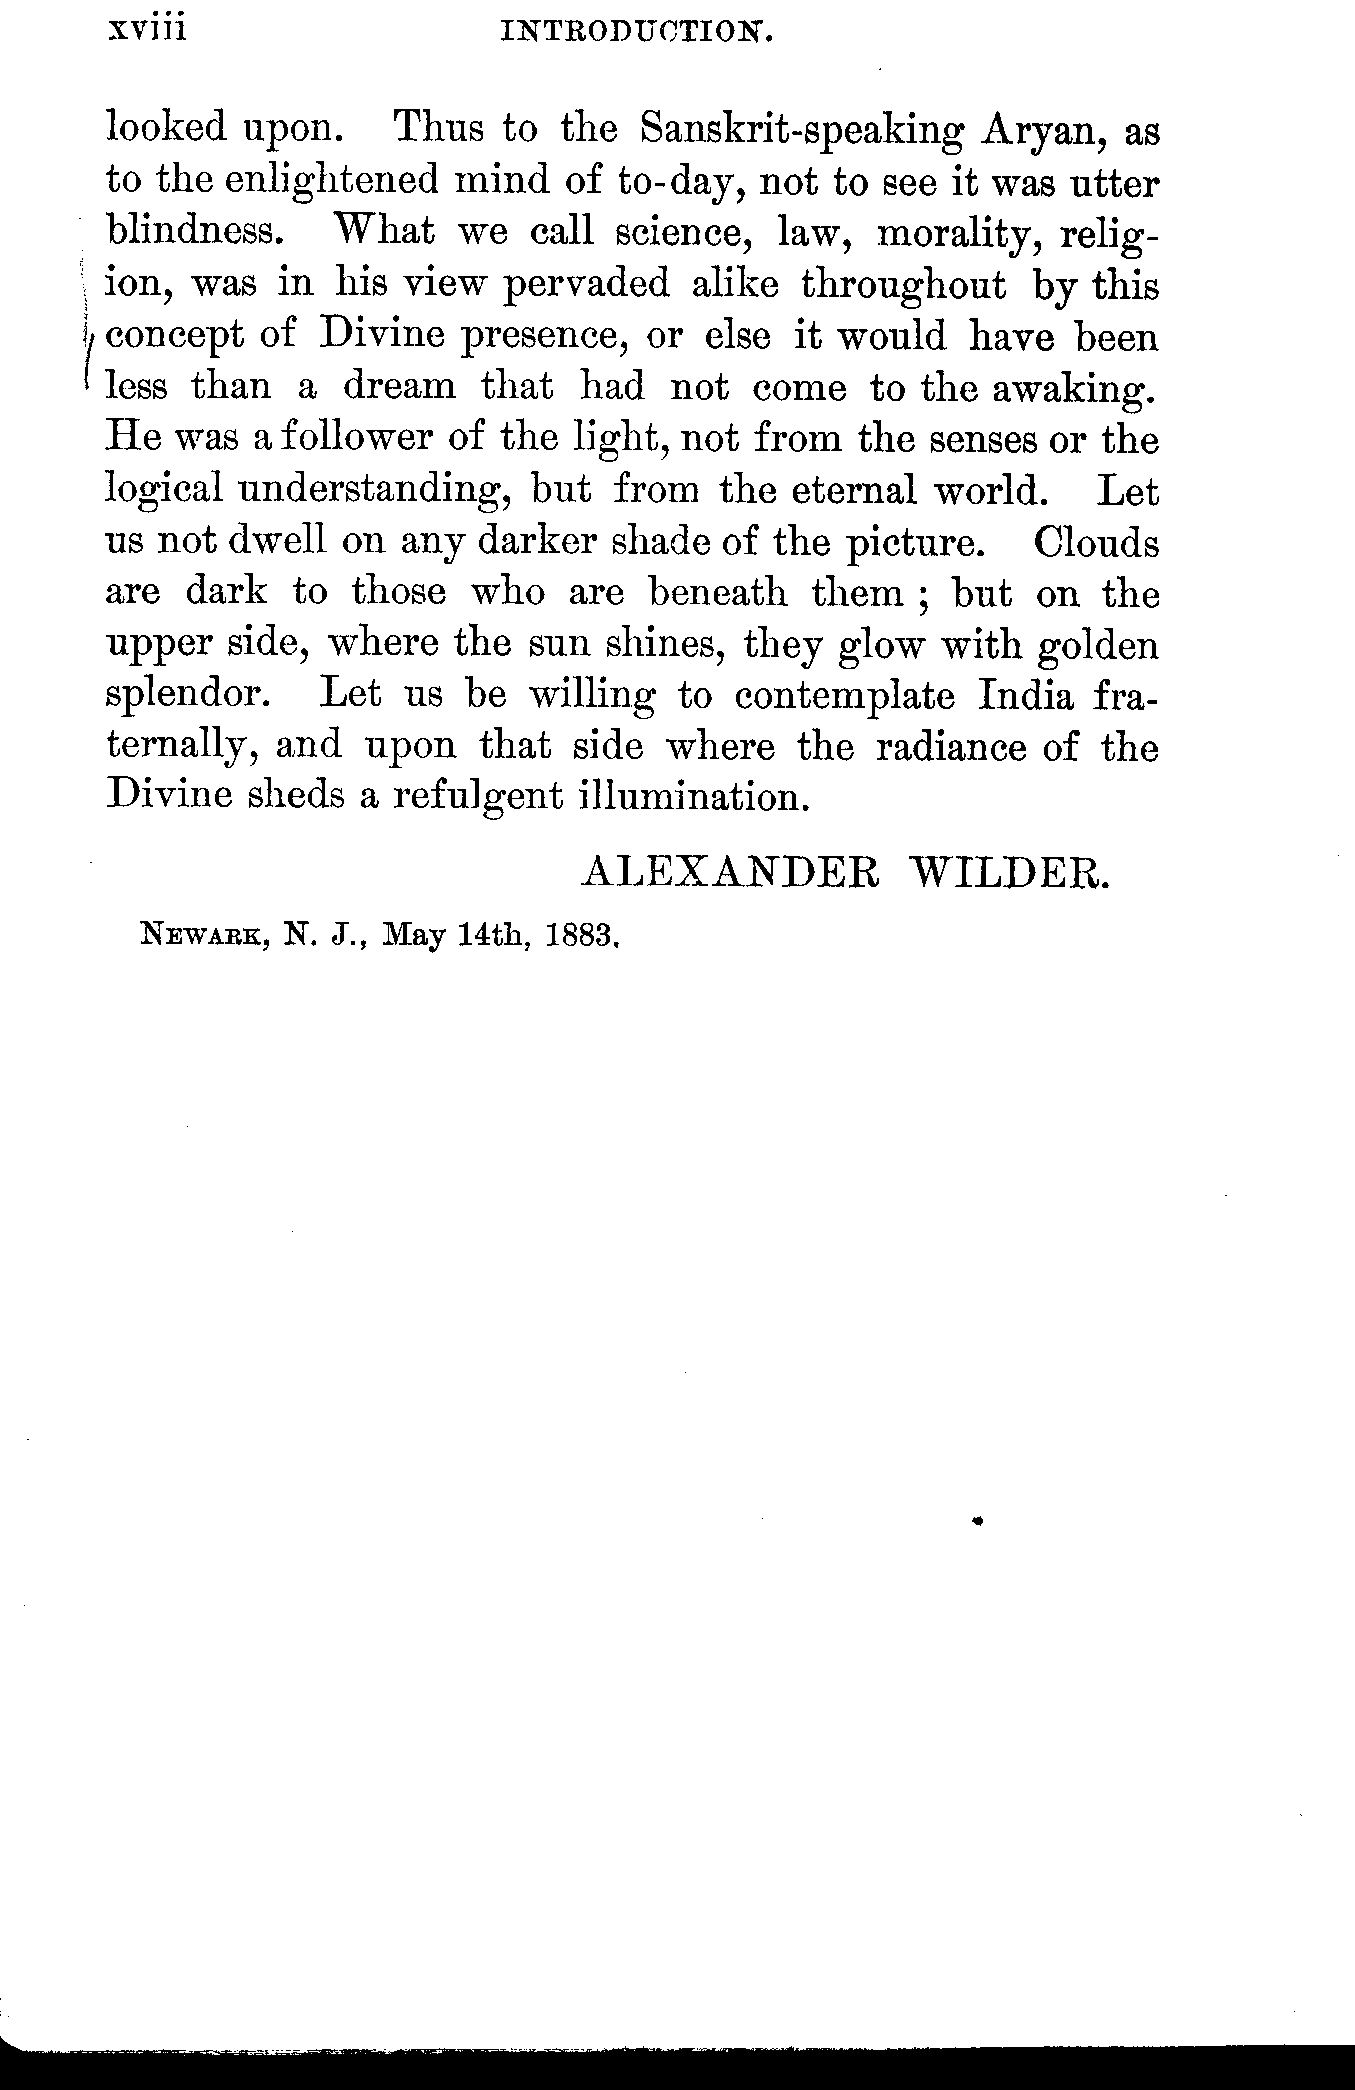 xviii INTRODUCTION.
looked upon. Thus to the Sanskrit-speaking Aryan, as
to the enlightened mind of to-day, not to see it was utter
blindness. What we call science, law, morality, relig-
ion, was in his view pervaded alike throughout by this
concept of Divine presence, or else it would have been
less than a dream that had not come to the awaking.
He was a follower of the light, not from the senses or the
logical understanding, but from the eternal world. Let
us not dwell on any darker shade of the picture. Clouds
are dark to those who are beneath them ; but on the
upper side, where the sun shines, they glow with golden
splendor. Let us be willing to contemplate India fra-
ternally, and upon that side where the radiance of the
Divine sheds a refulgent illumination.
ALEXANDER WILDER.
NEWARK, N. J., May 14th, 1883.